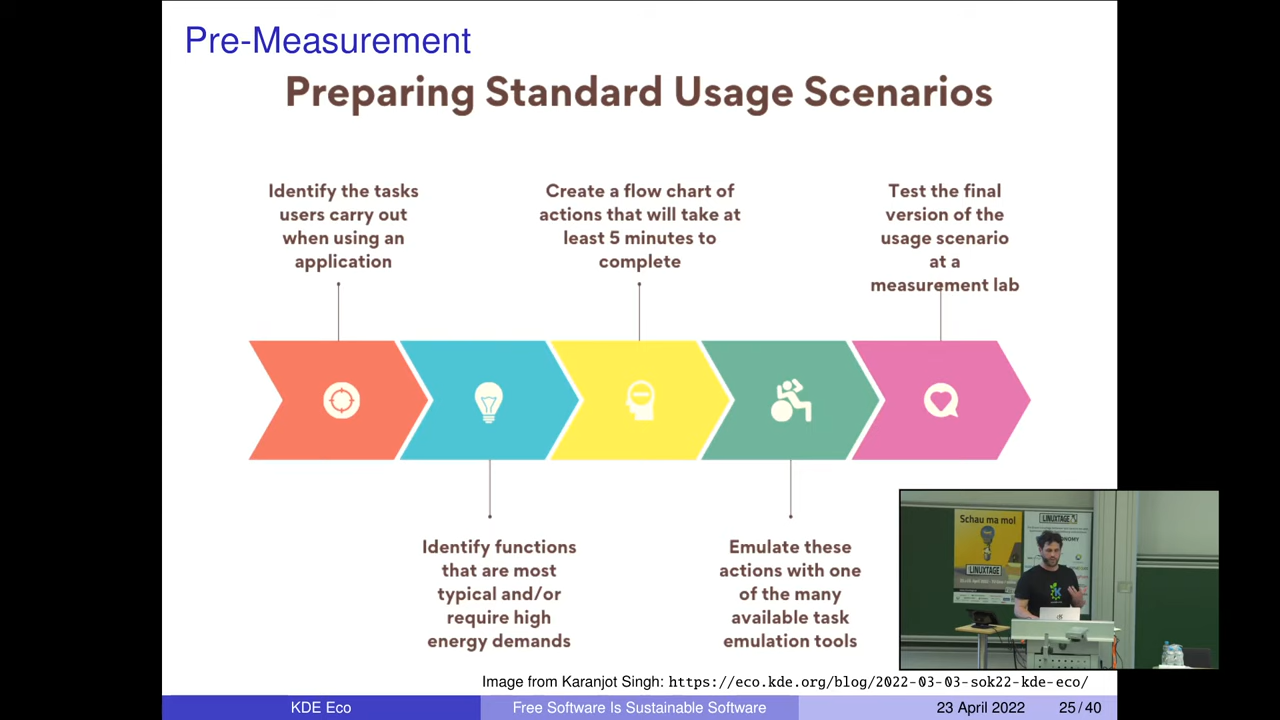 Pre-Measurement
Preparing Standard Usage Scenarios
Identify the tasks
users carry out
when using an
application
Create a flow chart of
actions that will take at
least 5 minutes to
complete
Test the final
version of the
usage scenario
at a
measurement lab
Identify functions
that are most
typical and/or
require high
energy demands
Emulate these
actions with one
of the many
available task
emulation tools
Schau ma mol
LINUXTAGE
LINUXTAGE
Image from Karanjot Singh: https://eco.kde.org/blog/2022-03-03-sok22-kde-eco/
KDE Eco
Free Software Is Sustainable Software
23 April 2022
25/40